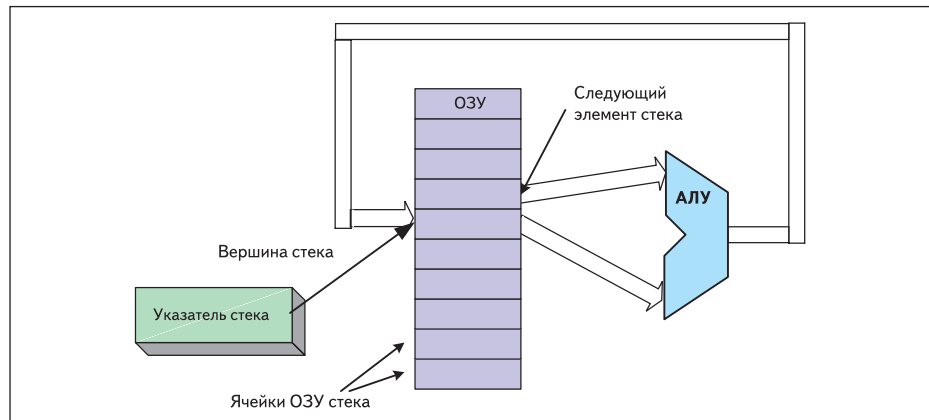 ОЗУ
Следующий
элемент стека
АЛУ
Вершина стека
Указатель стека
Ячейки ОЗУ стека